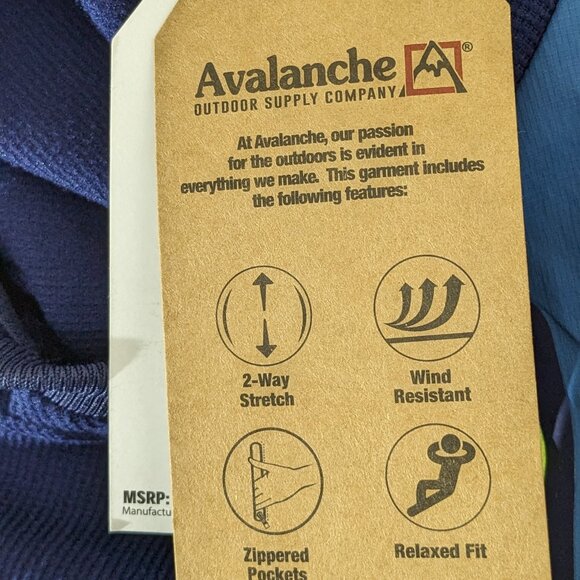 Avalanche®
OUTDOOR SUPPLY COMPANY
At Avalanche, our passion
for the outdoors is evident in
everything we make. This garment includes
the following features:
2-Way
Stretch
Wind
Resistant
Zippered
Pockets
Relaxed Fit
MSRP:
Manufactu